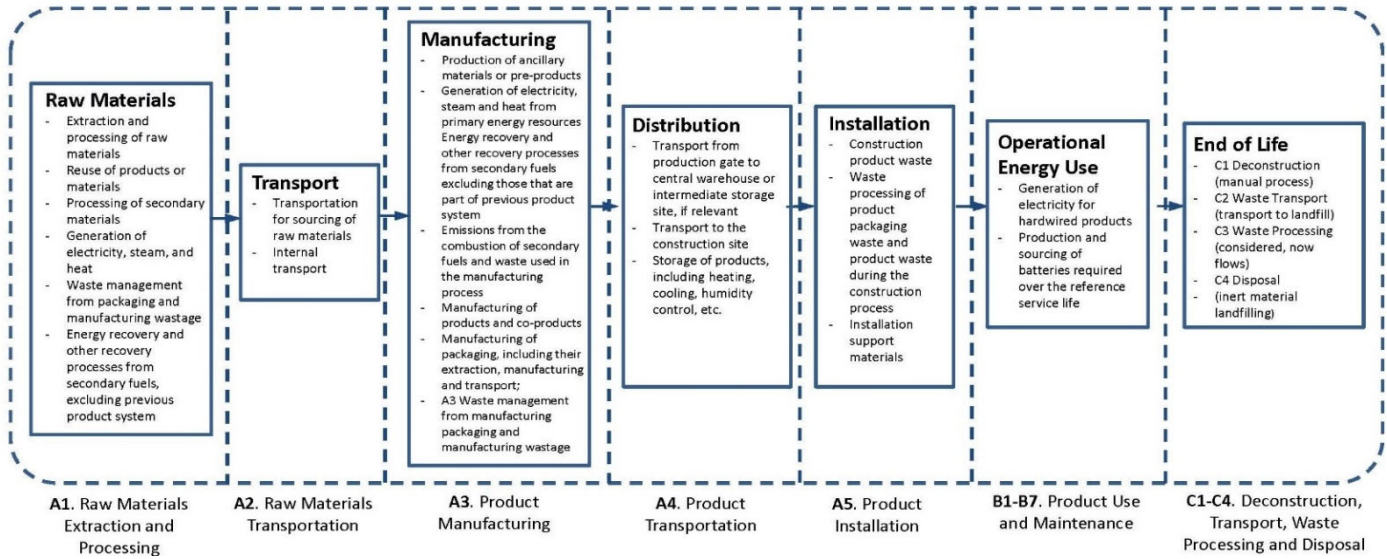 Raw Materials
- Extraction and
processing of raw
materials
- Reuse of products or
materials
- Processing of secondary
materials
- Generation of
electricity, steam, and
heat
- Waste management
from packaging and
manufacturing wastage
- Energy recovery and
other recovery
processes from
secondary fuels,
excluding previous
product system
Transport
- Transportation
for sourcing of
raw materials
- Internal
transport
Manufacturing
- Production of ancillary
materials or pre-products
- Generation of electricity,
steam and heat from
primary energy resources
Energy recovery and
other recovery processes
from secondary fuels
excluding those that are
part of previous product
system
- Emissions from the
combustion of secondary
fuels and waste used in
the manufacturing
process
- Manufacturing of
products and co-products
- Manufacturing of
packaging, including their
extraction, manufacturing
and transport;
- A3 Waste management
from manufacturing
packaging and
manufacturing wastage
Distribution
- Transport from
production gate to
central warehouse or
intermediate storage
site, if relevant
- Transport to the
construction site
- Storage of products,
including heating,
cooling, humidity
control, etc.
Installation
- Construction
product waste
- Waste
processing of
product
packaging
waste and
product waste
during the
construction
process
- Installation
support
materials
Operational
Energy Use
- Generation of
electricity for
hardwired products
- Production and
sourcing of
batteries required
over the reference
service life
End of Life
- C1 Deconstruction
(manual process)
- C2 Waste Transport
(transport to landfill)
- C3 Waste Processing
(considered, now
flows)
- C4 Disposal
- (inert material
landfilling)
A1. Raw Materials
Extraction and
Processing
A2. Raw Materials
Transportation
A3. Product
Manufacturing
A4. Product
Transportation
A5. Product
Installation
B1-B7. Product Use
and Maintenance
C1-C4. Deconstruction,
Transport, Waste
Processing and Disposal